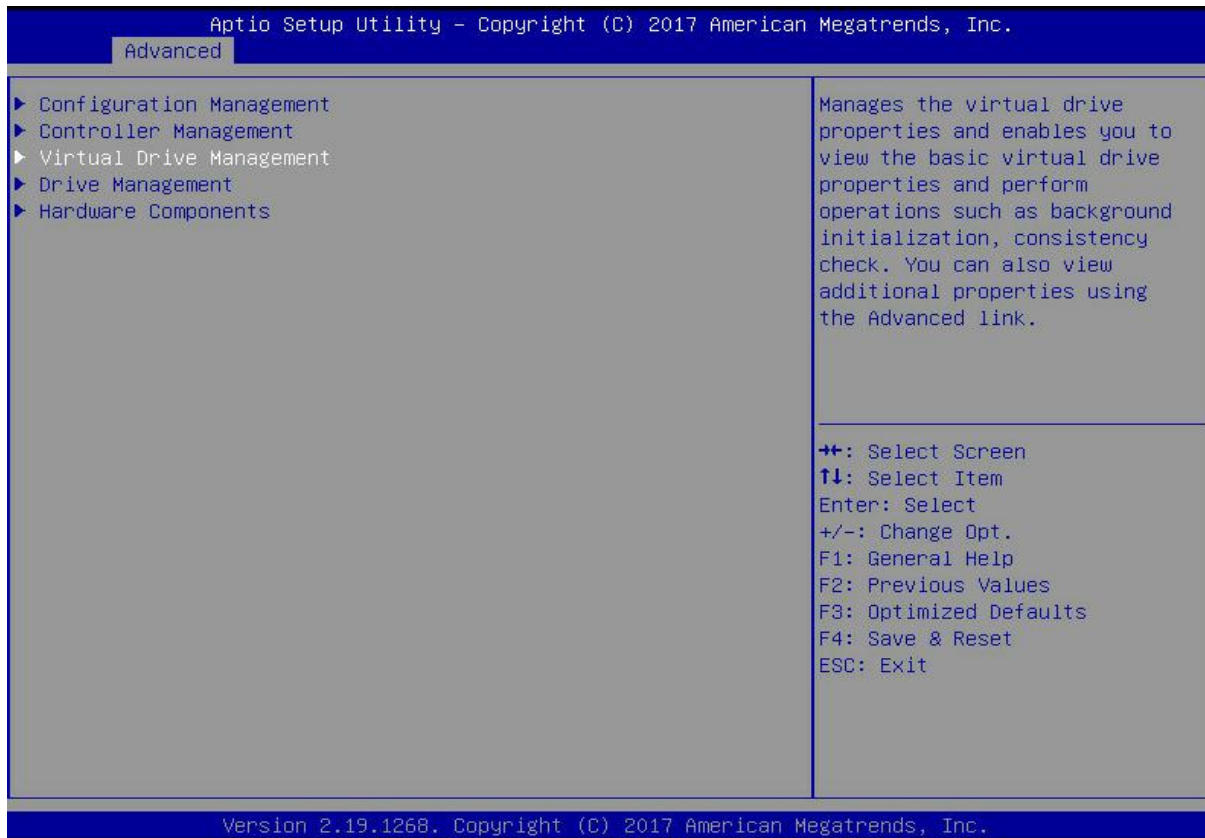 Aptio Setup Utility – Copyright (C) 2017 American Megatrends, Inc.
Advanced
▶ Configuration Management
▶ Controller Management
▶ Virtual Drive Management
▶ Drive Management
▶ Hardware Components
Manages the virtual drive
properties and enables you to
view the basic virtual drive
properties and perform
operations such as background
initialization, consistency
check. You can also view
additional properties using
the Advanced link.
→←: Select Screen
↑↓: Select Item
Enter: Select
+/-: Change Opt.
F1: General Help
F2: Previous Values
F3: Optimized Defaults
F4: Save & Reset
ESC: Exit
Version 2.19.1268. Copyright (C) 2017 American Megatrends, Inc.